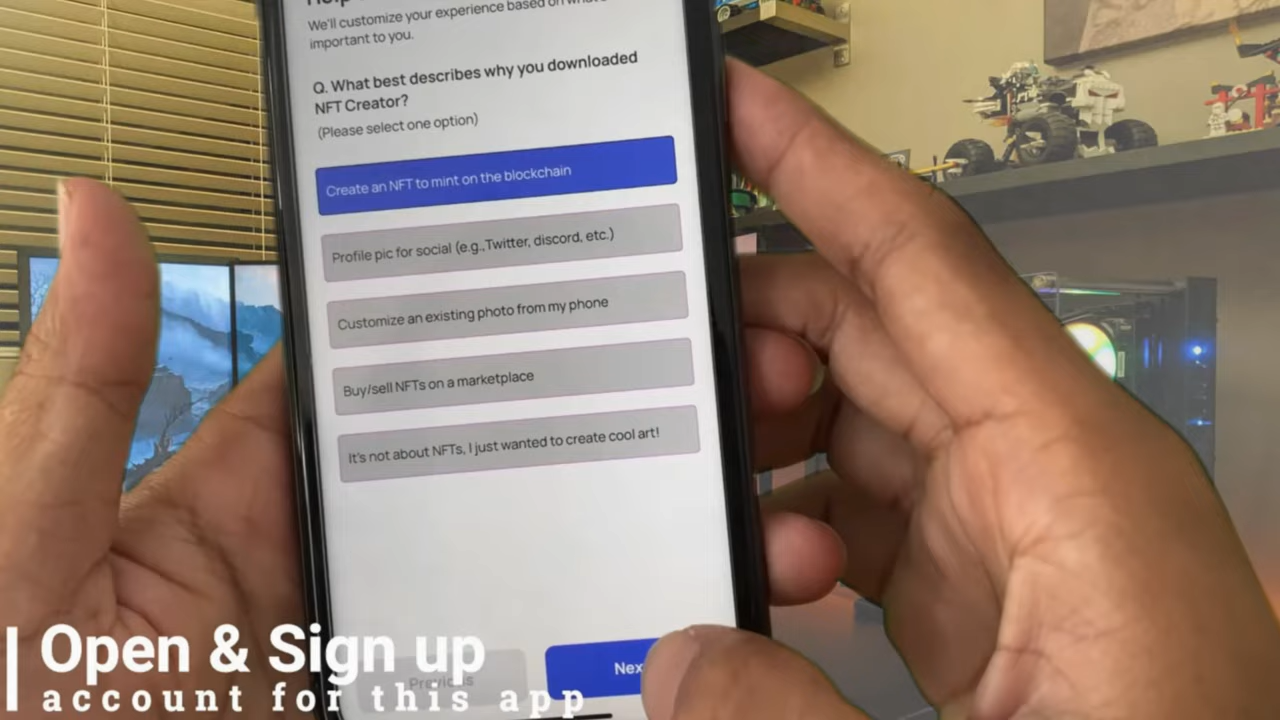 We'll customize your experience based on what's
important to you.
Q. What best describes why you downloaded
NFT Creator?
(Please select one option)
Create an NFT to mint on the blockchain
Profile pic for social (e.g.,Twitter, discord, etc.)
Customize an existing photo from my phone
Buy/sell NFTs on a marketplace
It's not about NFTs, I just wanted to create cool art!
Previous
Open & Sign up
account for this app